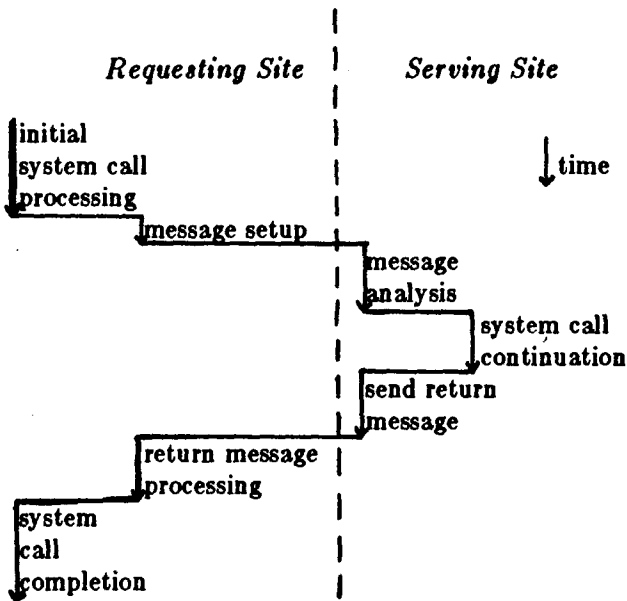 Requesting Site
Serving Site
initial
system call
processing
time
message setup
message
analysis
system call
continuation
send return
message
return message
processing
system
call
completion